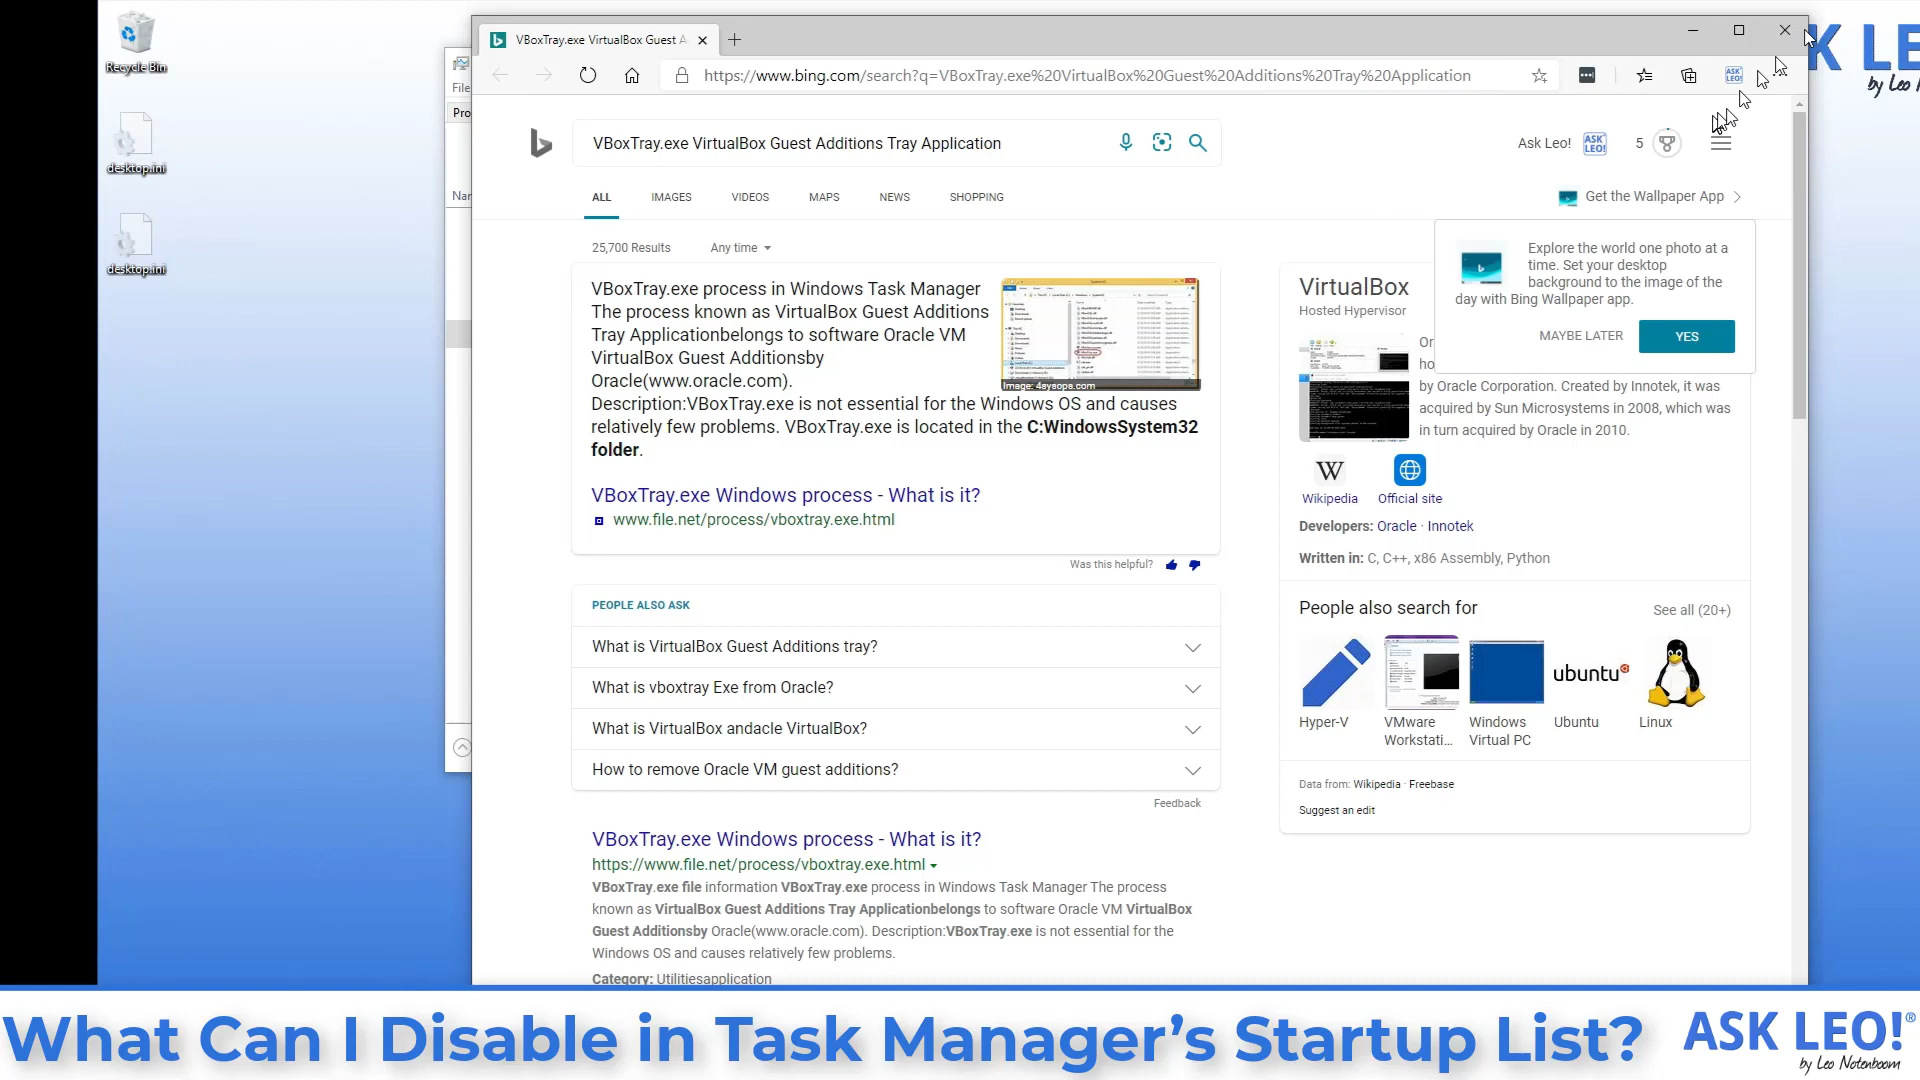 Recycle Bin
desktop.ini
desktop.ini
File
Pro
Nar
VBoxTray.exe VirtualBox Guest A
https://www.bing.com/search?q=VBoxTray.exe%20VirtualBox%20Guest%20Additions%20Tray%20Application
ASK LEO!
K LE
by Leo N
VBoxTray.exe VirtualBox Guest Additions Tray Application
Ask Leo!
ASK LEO!
5
ALL
IMAGES
VIDEOS
MAPS
NEWS
SHOPPING
Get the Wallpaper App
25,700 Results
Any time
VBoxTray.exe process in Windows Task Manager
The process known as VirtualBox Guest Additions
Tray Applicationbelongs to software Oracle VM
VirtualBox Guest Additionsby
Oracle(www.oracle.com).
Description:VBoxTray.exe is not essential for the Windows OS and causes
relatively few problems. VBoxTray.exe is located in the C:WindowsSystem32
folder.
Image: 4sysops.com
VBoxTray.exe Windows process - What is it?
www.file.net/process/vboxtray.exe.html
Was this helpful?
PEOPLE ALSO ASK
What is VirtualBox Guest Additions tray?
What is vboxtray Exe from Oracle?
What is VirtualBox andacle VirtualBox?
How to remove Oracle VM guest additions?
Feedback
VBoxTray.exe Windows process - What is it?
https://www.file.net/process/vboxtray.exe.html
VBoxTray.exe file information VBoxTray.exe process in Windows Task Manager The process
known as VirtualBox Guest Additions Tray Applicationbelongs to software Oracle VM VirtualBox
Guest Additionsby Oracle(www.oracle.com). Description:VBoxTray.exe is not essential for the
Windows OS and causes relatively few problems.
Category: Utilitiesapplication
VirtualBox
Hosted Hypervisor
Explore the world one photo at a
time. Set your desktop
background to the image of the
day with Bing Wallpaper app.
MAYBE LATER
YES
Or
ho
by Oracle Corporation. Created by Innotek, it was
acquired by Sun Microsystems in 2008, which was
in turn acquired by Oracle in 2010.
W
Wikipedia
Official site
Developers: Oracle · Innotek
Written in: C, C++, x86 Assembly, Python
People also search for
See all (20+)
ubuntu
Hyper-V
VMware
Workstati...
Windows
Virtual PC
Ubuntu
Linux
Data from: Wikipedia · Freebase
Suggest an edit
What Can I Disable in Task Manager’s Startup List?
ASK LEO!®
by Leo Notenboom